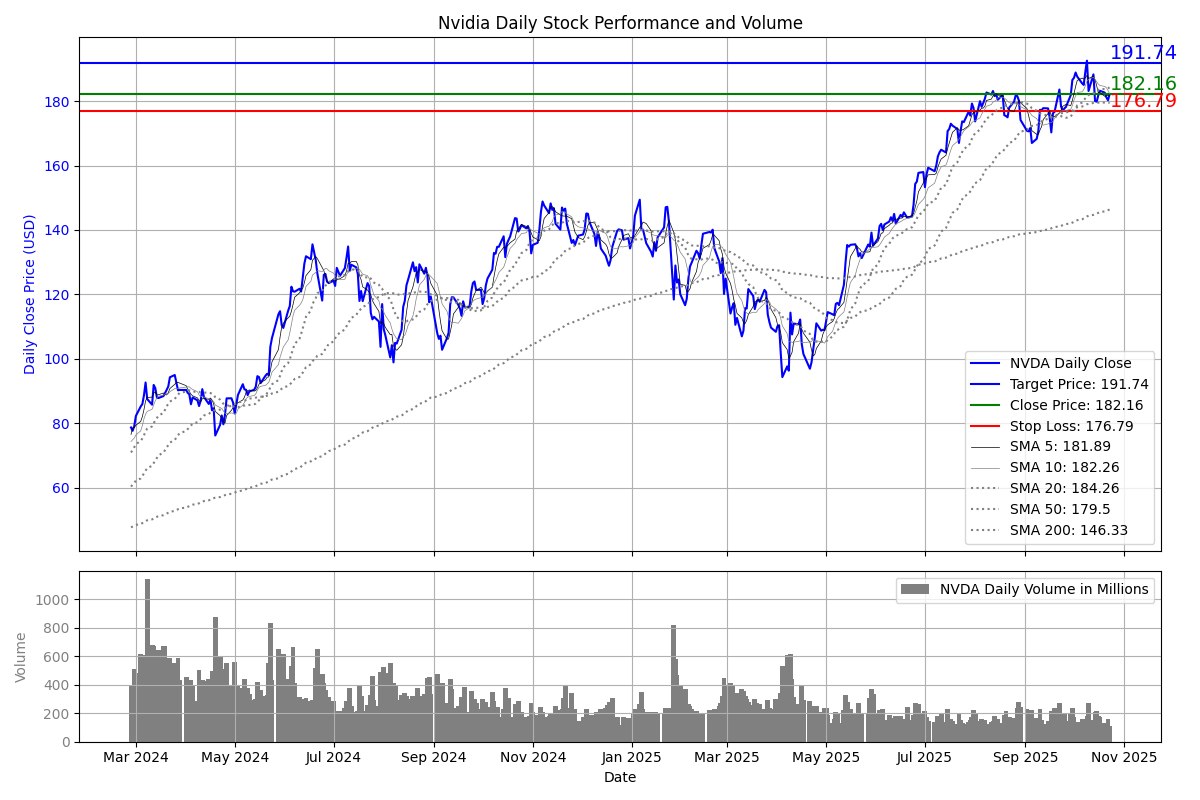 Nvidia Daily Stock Performance and Volume
191.74
182.16
176.79
180
160
140
120
100
80
60
Daily Close Price (USD)
NVDA Daily Close
Target Price: 191.74
Close Price: 182.16
Stop Loss: 176.79
SMA 5: 181.89
SMA 10: 182.26
SMA 20: 184.26
SMA 50: 179.5
SMA 200: 146.33
NVDA Daily Volume in Millions
1000
800
600
400
200
0
Volume
Mar 2024 May 2024 Jul 2024 Sep 2024 Nov 2024 Jan 2025 Mar 2025 May 2025 Jul 2025 Sep 2025 Nov 2025
Date